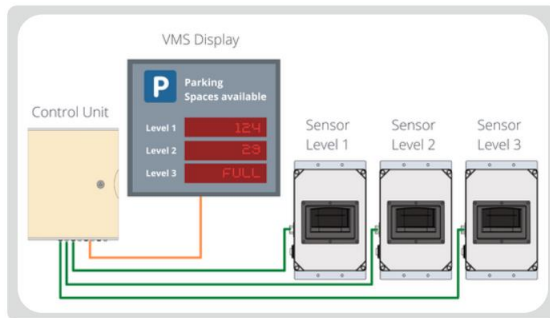 VMS Display
Control Unit
P
Parking
Spaces available
Level 1 124
Level 2 29
Level 3 FULL
Sensor
Level 1
Sensor
Level 2
Sensor
Level 3